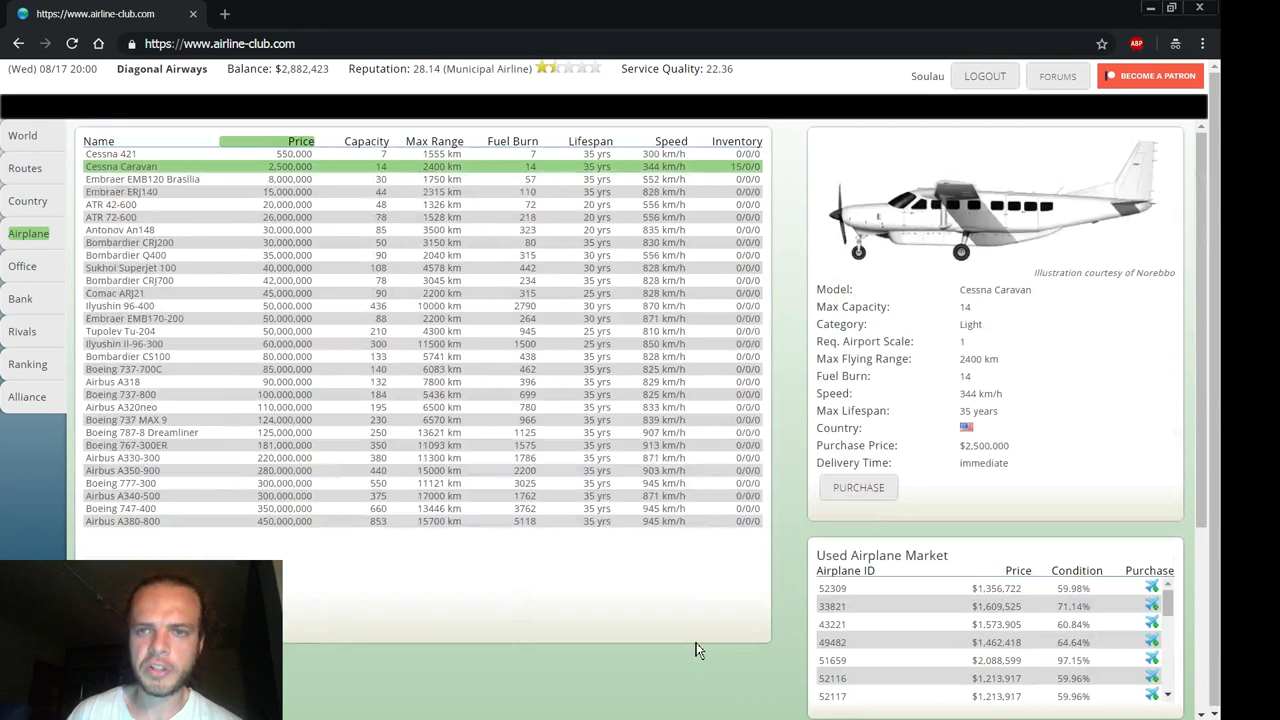 https://www.airline-club.com
https://www.airline-club.com
ABP
(Wed) 08/17 20:00 Diagonal Airways Balance: $2,882,423 Reputation: 28.14 (Municipal Airline) Service Quality: 22.36 Soulau LOGOUT FORUMS BECOME A PATRON
World
Routes
Country
Airplane
Office
Bank
Rivals
Ranking
Alliance
Name Price Capacity Max Range Fuel Burn Lifespan Speed Inventory
Cessna 421 550,000 7 1555 km 7 35 yrs 300 km/h 0/0/0
Cessna Caravan 2,500,000 14 2400 km 14 35 yrs 344 km/h 15/0/0
Embraer EMB120 Brasilia 8,000,000 30 1750 km 57 35 yrs 552 km/h 0/0/0
Embraer ERJ140 15,000,000 44 2315 km 110 35 yrs 828 km/h 0/0/0
ATR 42-600 20,000,000 48 1326 km 72 20 yrs 556 km/h 0/0/0
ATR 72-600 26,000,000 78 1528 km 218 20 yrs 556 km/h 0/0/0
Antonov An148 30,000,000 85 3500 km 323 20 yrs 835 km/h 0/0/0
Bombardier CRJ200 30,000,000 50 3150 km 80 35 yrs 830 km/h 0/0/0
Bombardier Q400 35,000,000 90 2040 km 315 30 yrs 556 km/h 0/0/0
Sukhoi Superjet 100 40,000,000 108 4578 km 442 30 yrs 828 km/h 0/0/0
Bombardier CRJ700 42,000,000 78 3045 km 234 35 yrs 828 km/h 0/0/0
Comac ARJ21 45,000,000 90 2200 km 315 25 yrs 828 km/h 0/0/0
Ilyushin 96-400 50,000,000 436 10000 km 2790 30 yrs 870 km/h 0/0/0
Embraer EMB170-200 50,000,000 88 2200 km 264 30 yrs 871 km/h 0/0/0
Tupolev Tu-204 50,000,000 210 4300 km 945 25 yrs 810 km/h 0/0/0
Ilyushin Il-96-300 60,000,000 300 11500 km 1500 25 yrs 850 km/h 0/0/0
Bombardier CS100 80,000,000 133 5741 km 438 35 yrs 828 km/h 0/0/0
Boeing 737-700C 85,000,000 140 6083 km 462 35 yrs 825 km/h 0/0/0
Airbus A318 90,000,000 132 7800 km 396 35 yrs 829 km/h 0/0/0
Boeing 737-800 100,000,000 184 5436 km 699 35 yrs 825 km/h 0/0/0
Airbus A320neo 110,000,000 195 6500 km 780 35 yrs 833 km/h 0/0/0
Boeing 737 MAX 9 124,000,000 230 6570 km 966 35 yrs 839 km/h 0/0/0
Boeing 787-8 Dreamliner 125,000,000 250 13621 km 1125 35 yrs 907 km/h 0/0/0
Boeing 767-300ER 181,000,000 350 11093 km 1575 35 yrs 913 km/h 0/0/0
Airbus A330-300 220,000,000 380 11300 km 1786 35 yrs 871 km/h 0/0/0
Airbus A350-900 280,000,000 440 15000 km 2200 35 yrs 903 km/h 0/0/0
Boeing 777-300 300,000,000 550 11121 km 3025 35 yrs 945 km/h 0/0/0
Airbus A340-500 300,000,000 375 17000 km 1762 35 yrs 871 km/h 0/0/0
Boeing 747-400 350,000,000 660 13446 km 3762 35 yrs 945 km/h 0/0/0
Airbus A380-800 450,000,000 853 15700 km 5118 35 yrs 945 km/h 0/0/0
Illustration courtesy of Norebbo
Model: Cessna Caravan
Max Capacity: 14
Category: Light
Req. Airport Scale: 1
Max Flying Range: 2400 km
Fuel Burn: 14
Speed: 344 km/h
Max Lifespan: 35 years
Country:
Purchase Price: $2,500,000
Delivery Time: immediate
PURCHASE
Used Airplane Market
Airplane ID Price Condition Purchase
52309 $1,356,722 59.98%
33821 $1,609,525 71.14%
43221 $1,573,905 60.84%
49482 $1,462,418 64.64%
51659 $2,088,599 97.15%
52116 $1,213,917 59.96%
52117 $1,213,917 59.96%